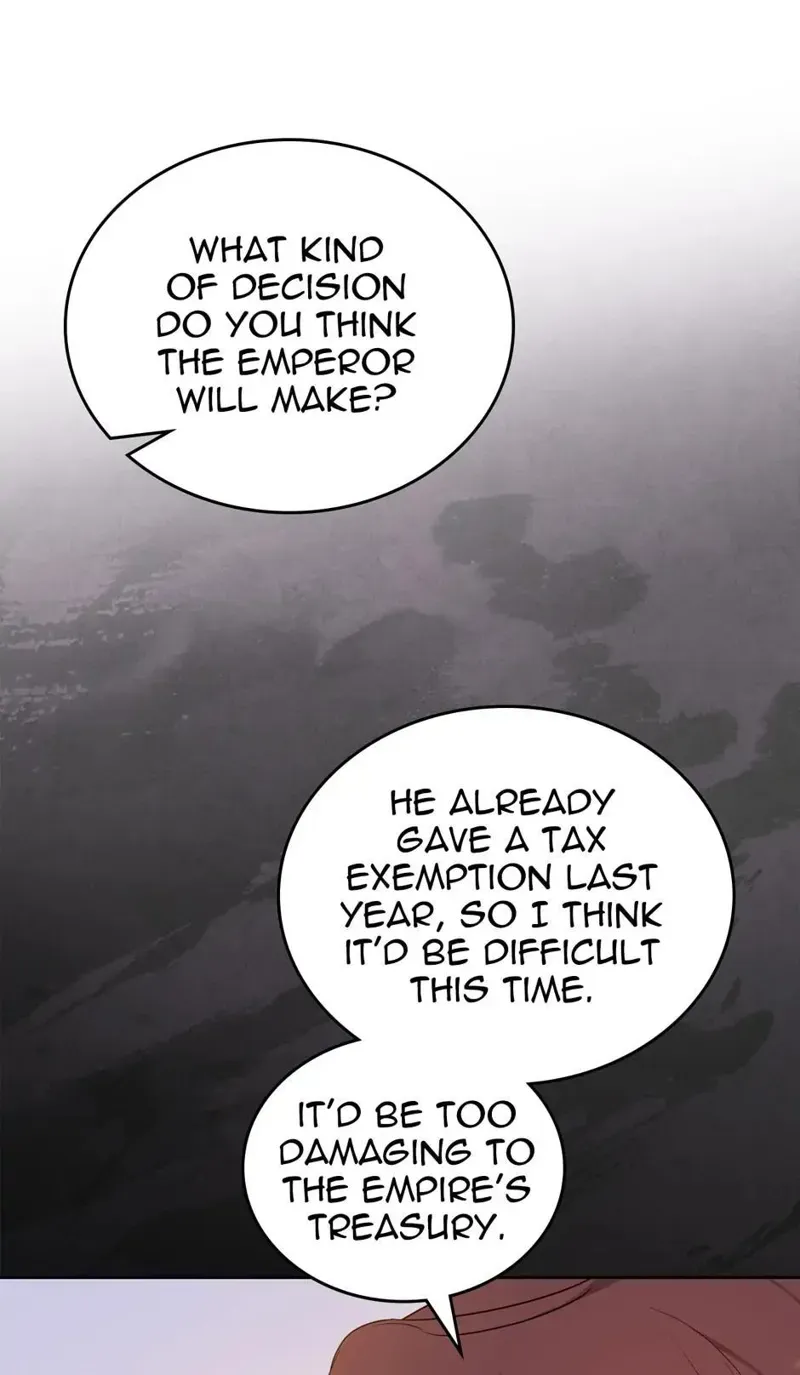 WHAT KIND
OF DECISION
DO YOU THINK
THE EMPEROR
WILL MAKE?
HE ALREADY
GAVE A TAX
EXEMPTION LAST
YEAR, SO I THINK
IT'D BE DIFFICULT
THIS TIME.
IT'D BE TOO
DAMAGING TO
THE EMPIRE'S
TREASURY.